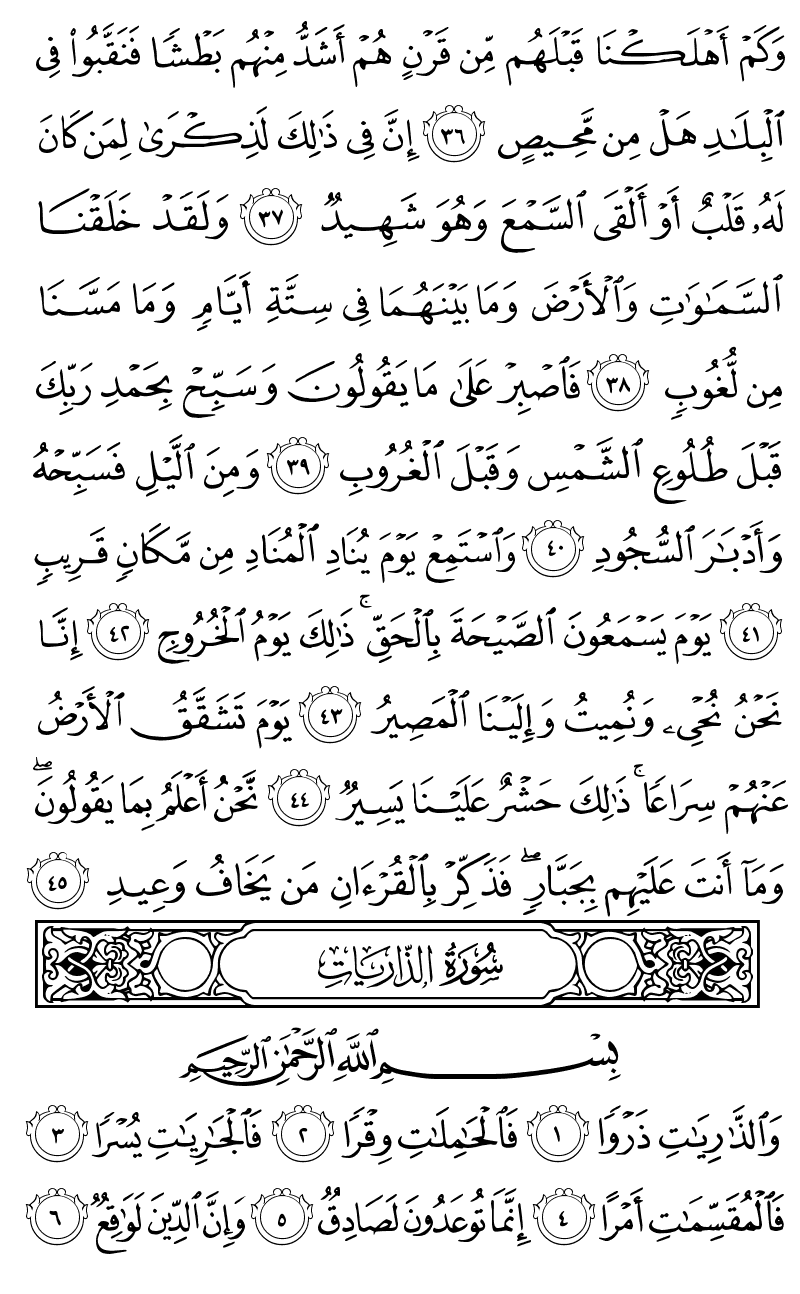 وَكَمْ أَهْلَكْنَا قَبْلَهُم مِّن قَرْنٍ هُمْ أَشَدُّ مِنْهُم بَطْشًا فَنَقَّبُوا۟ فِى
ٱلْبِلَـٰدِ هَلْ مِن مَّحِيصٍ ٣٦ إِنَّ فِى ذَٰلِكَ لَذِكْرَىٰ لِمَن كَانَ
لَهُۥ قَلْبٌ أَوْ أَلْقَى ٱلسَّمْعَ وَهُوَ شَهِيدٌ ٣٧ وَلَقَدْ خَلَقْنَا
ٱلسَّمَـٰوَٰتِ وَٱلْأَرْضَ وَمَا بَيْنَهُمَا فِى سِتَّةِ أَيَّامٍ وَمَا مَسَّنَا
مِن لُّغُوبٍ ٣٨ فَٱصْبِرْ عَلَىٰ مَا يَقُولُونَ وَسَبِّحْ بِحَمْدِ رَبِّكَ
قَبْلَ طُلُوعِ ٱلشَّمْسِ وَقَبْلَ ٱلْغُرُوبِ ٣٩ وَمِنَ ٱلَّيْلِ فَسَبِّحْهُ
وَأَدْبَـٰرَ ٱلسُّجُودِ ٤٠ وَٱسْتَمِعْ يَوْمَ يُنَادِ ٱلْمُنَادِ مِن مَّكَانٍ قَرِيبٍ
٤١ يَوْمَ يَسْمَعُونَ ٱلصَّيْحَةَ بِٱلْحَقِّ ۚ ذَٰلِكَ يَوْمُ ٱلْخُرُوجِ ٤٢ إِنَّا
نَحْنُ نُحْىِۦ وَنُمِيتُ وَإِلَيْنَا ٱلْمَصِيرُ ٤٣ يَوْمَ تَشَقَّقُ ٱلْأَرْضُ
عَنْهُمْ سِرَاعًا ۚ ذَٰلِكَ حَشْرٌ عَلَيْنَا يَسِيرٌ ٤٤ نَّحْنُ أَعْلَمُ بِمَا يَقُولُونَ ۖ
وَمَآ أَنتَ عَلَيْهِم بِجَبَّارٍ ۖ فَذَكِّرْ بِٱلْقُرْءَانِ مَن يَخَافُ وَعِيدِ ٤٥
سُورَةُ الذَّارِيَاتِ
بِسْمِ ٱللَّهِ ٱلرَّحْمَـٰنِ ٱلرَّحِيمِ
وَٱلذَّٰرِيَـٰتِ ذَرْوًا ١ فَٱلْحَـٰمِلَـٰتِ وِقْرًا ٢ فَٱلْجَـٰرِيَـٰتِ يُسْرًا ٣
فَٱلْمُقَسِّمَـٰتِ أَمْرًا ٤ إِنَّمَا تُوعَدُونَ لَصَادِقٌ ٥ وَإِنَّ ٱلدِّينَ لَوَٰقِعٌ ٦